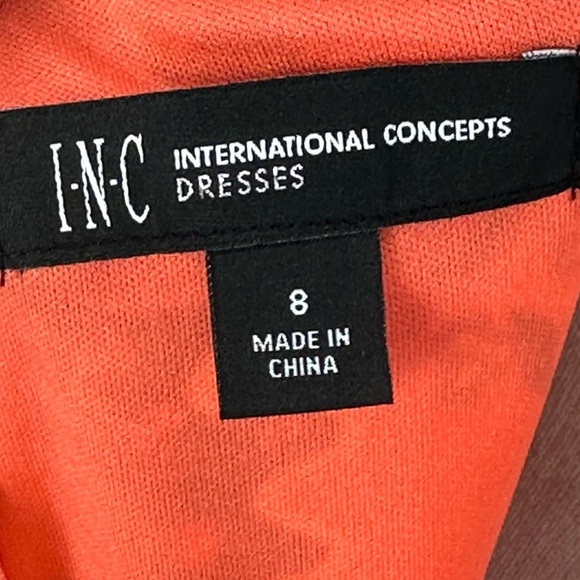 I·N·C INTERNATIONAL CONCEPTS
DRESSES
8
MADE IN
CHINA